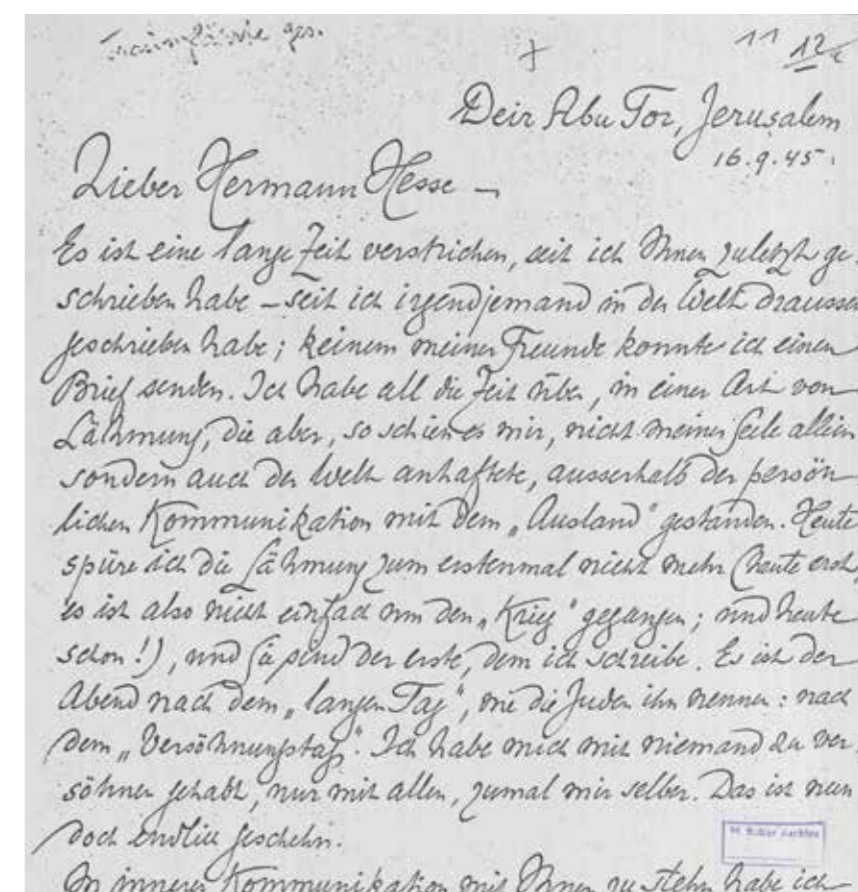 11 12
Deir Abu Tor, Jerusalem
16.9.45.
Lieber Hermann Hesse –
Es ist eine lange Zeit verstrichen, seit ich Ihnen zuletzt ge-
schrieben habe – seit ich irgendjemand in der Welt draussen
geschrieben habe; keinem meiner Freunde konnte ich einen
Brief senden. Ich habe all die Zeit über, in einer Art von
Lähmung, die aber, so schien es mir, nicht meiner Seele allein
sondern auch der Welt anhaftete, ausserhalb der persön-
lichen Kommunikation mit dem „Ausland" gestanden. Heute
spüre ich die Lähmung zum erstenmal nicht mehr (heute erst,
es ist also nicht einfach um den „Krieg" gegangen; und heute
schon!), und Sie sind der erste, dem ich schreibe. Es ist der
Abend nach dem „langen Tag", wie die Juden ihn nennen: nach
dem „Versöhnungstag". Ich habe mich mit niemand zu ver-
söhnen gehabt, nur mit allen, zumal mir selber. Das ist nun
doch endlich geschehn.
In innerer Kommunikation mit Ihnen zu stehn habe ich